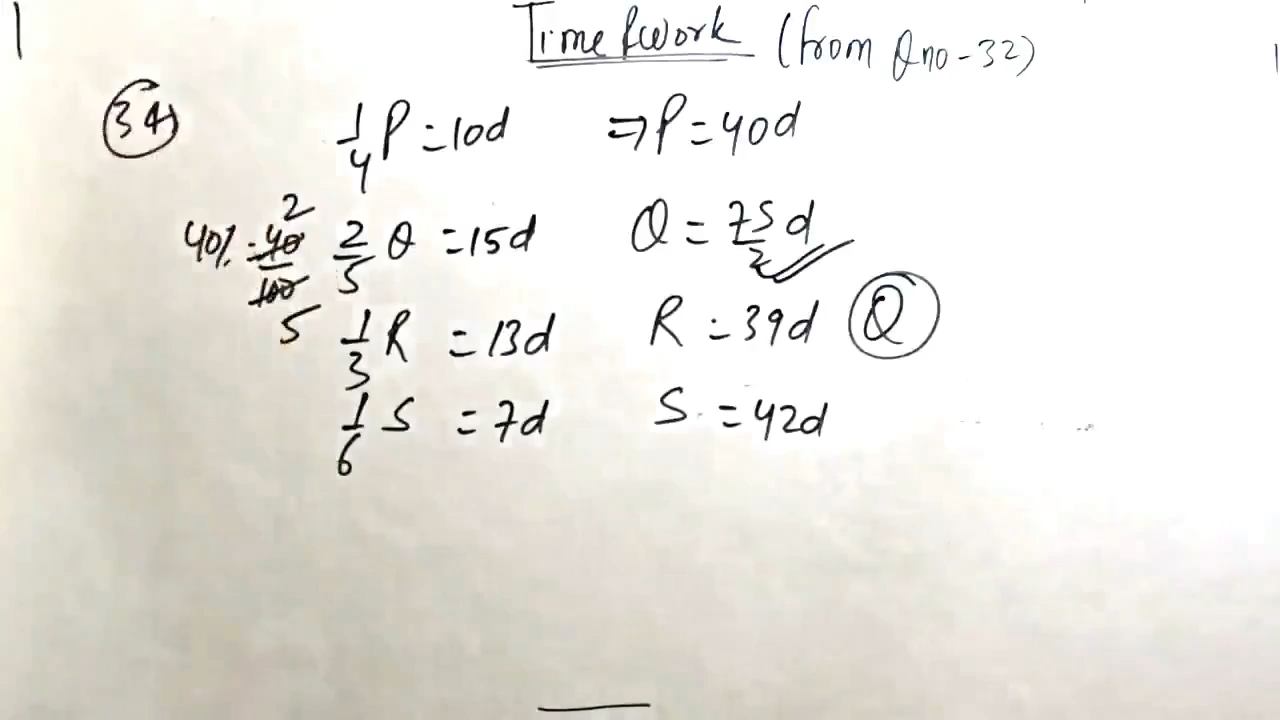 Time & work (from Qno-32)
34
1/4 P = 10d ⇒ P = 40d
40% = 40/100 2/5 2/5 Q = 15d Q = 75/2 d
1/3 R = 13d R = 39d Q
1/6 S = 7d S = 42d